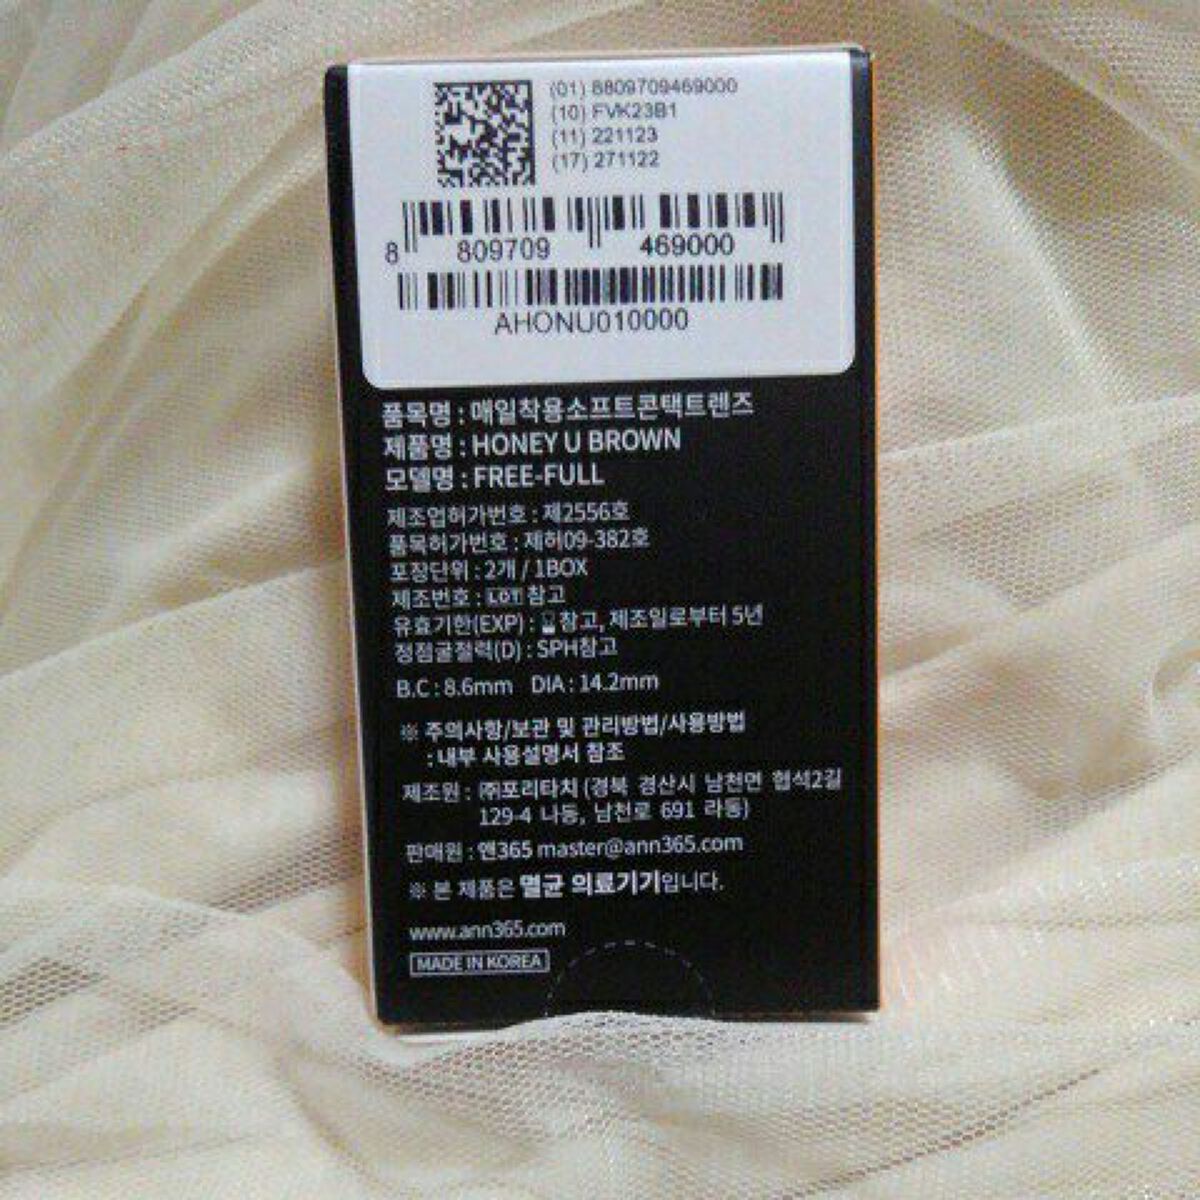 (01) 8809709469000
(10) FVK23B1
(11) 221123
(17) 271122
8 809709 469000
AHONU010000
품목명 : 매일착용소프트콘택트렌즈
제품명 : HONEY U BROWN
모델명 : FREE-FULL
제조업허가번호 : 제2556호
품목허가번호 : 제허09-382호
포장단위 : 2개 / 1BOX
제조번호 : LOT 참고
유효기한(EXP) : 참고, 제조일로부터 5년
정점굴절력(D) : SPH참고
B.C : 8.6mm DIA : 14.2mm
※ 주의사항/보관 및 관리방법/사용방법
: 내부 사용설명서 참조
제조원 : ㈜포리타치 (경북 경산시 남천면 협석2길
129-4 나동, 남천로 691 라동)
판매원 : 앤365 master@ann365.com
※ 본 제품은 멸균 의료기기입니다.
www.ann365.com
MADE IN KOREA